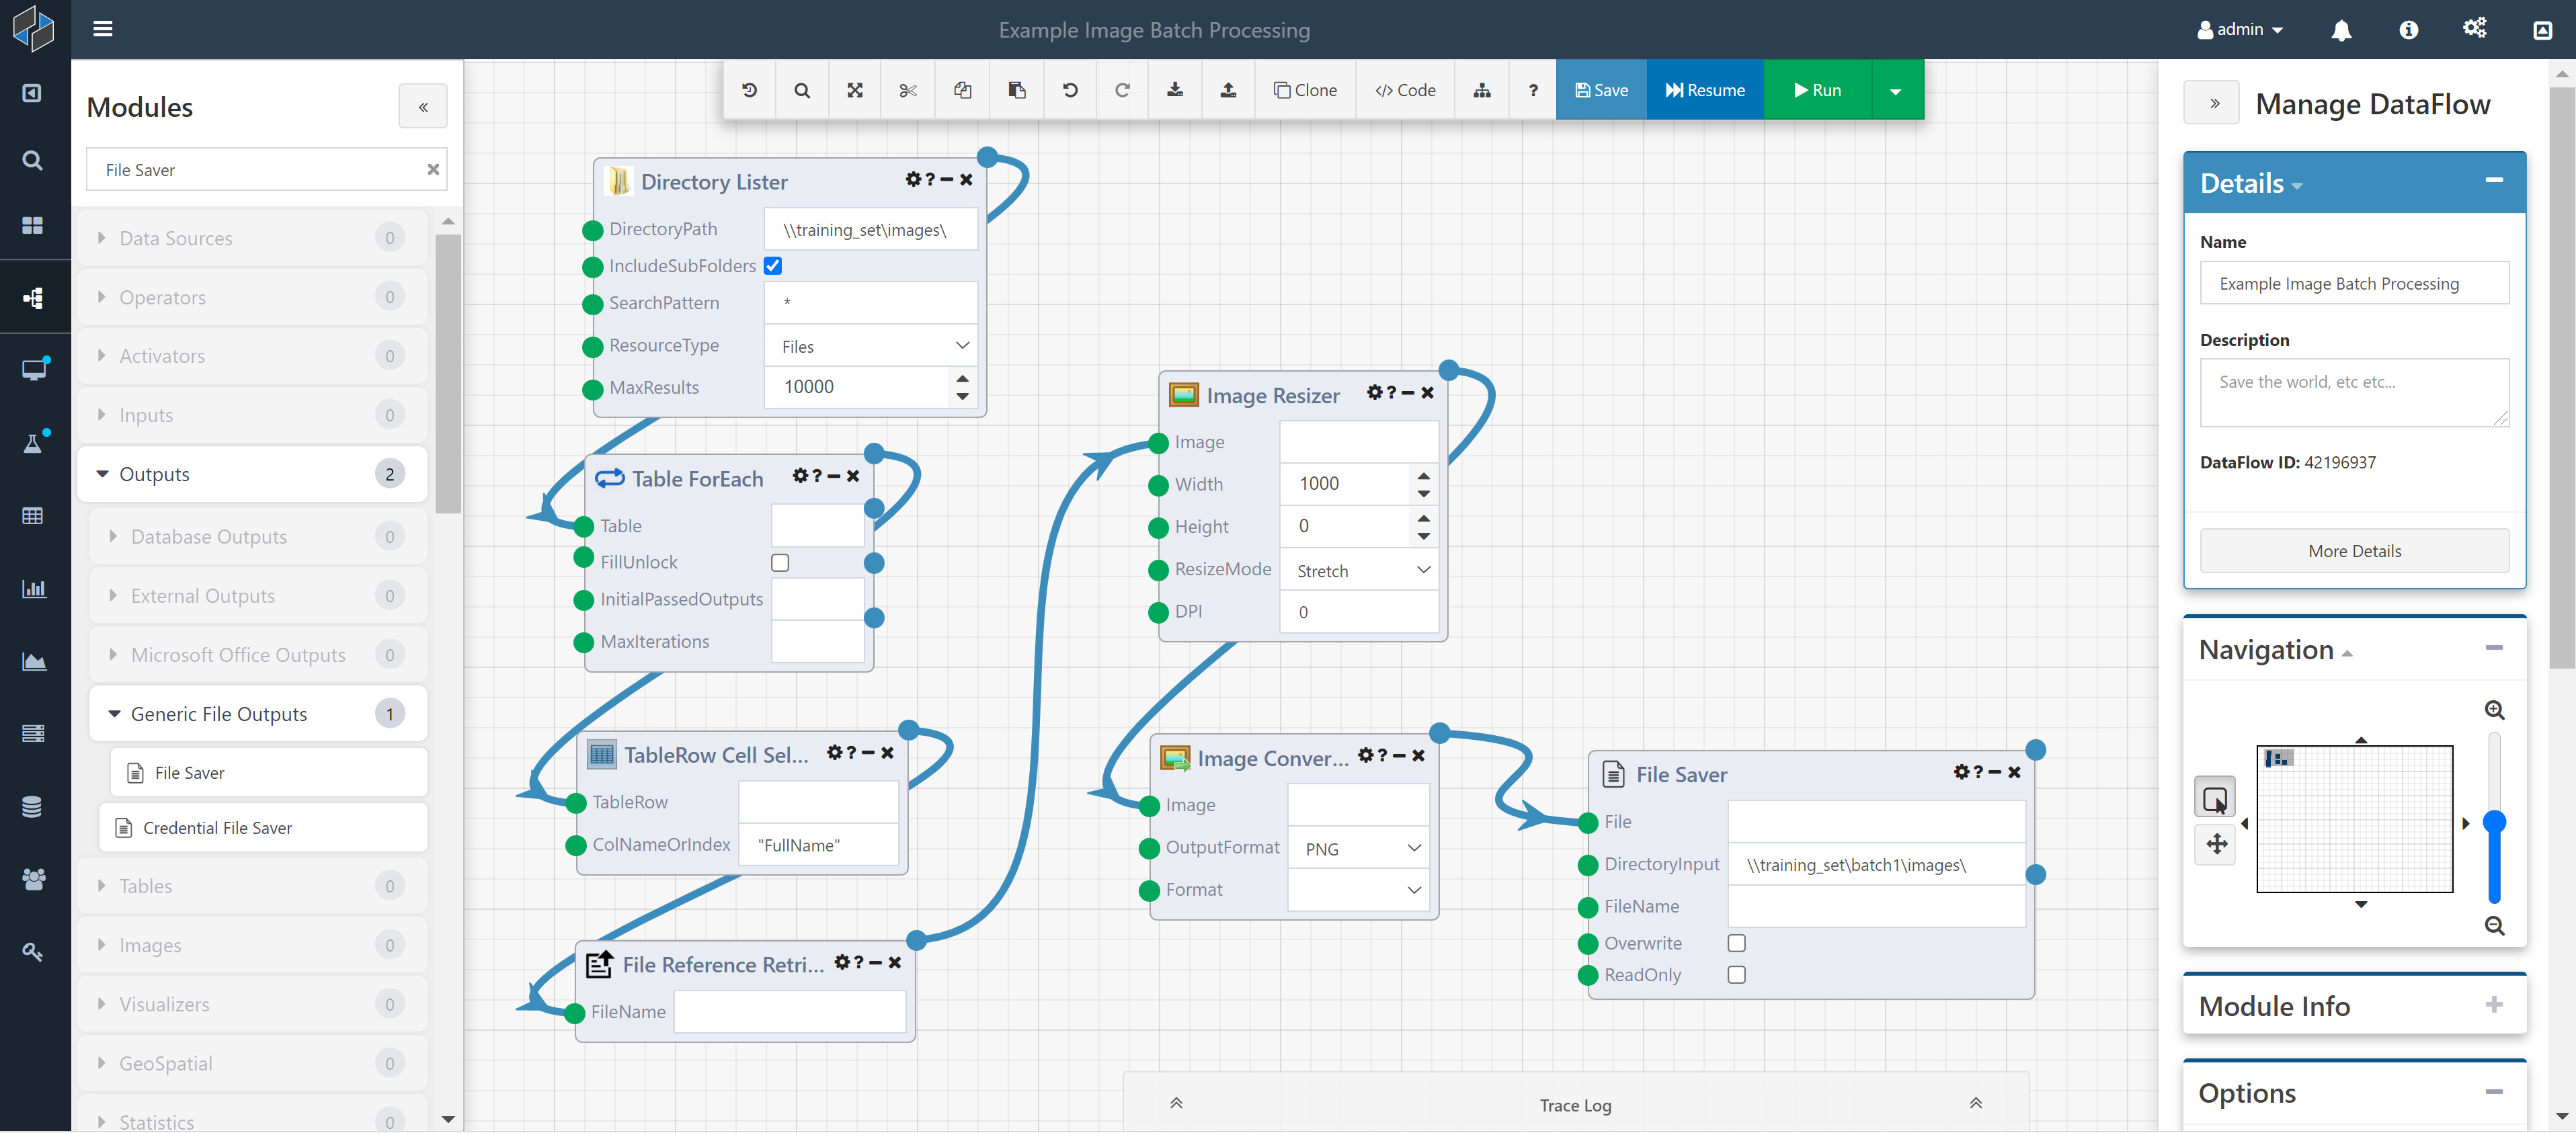 Example Image Batch Processing
admin
Modules
File Saver
Data Sources 0
Operators 0
Activators 0
Inputs 0
Outputs 2
Database Outputs 0
External Outputs 0
Microsoft Office Outputs 0
Generic File Outputs 1
File Saver
Credential File Saver
Tables 0
Images 0
Visualizers 0
GeoSpatial 0
Statistics 0
Clone
</> Code
?
Save
Resume
Run
Directory Lister ?
DirectoryPath \\training_set\images\
IncludeSubFolders
SearchPattern *
ResourceType Files
MaxResults 10000
Table ForEach ?
Table
FillUnlock
InitialPassedOutputs
MaxIterations
TableRow Cell Sel... ?
TableRow
ColNameOrIndex "FullName"
File Reference Retri... ?
FileName
Image Resizer ?
Image
Width 1000
Height 0
ResizeMode Stretch
DPI 0
Image Conver... ?
Image
OutputFormat PNG
Format
File Saver ?
File
DirectoryInput \\training_set\batch1\images\
FileName
Overwrite
ReadOnly
Trace Log
» Manage DataFlow
Details
Name
Example Image Batch Processing
Description
Save the world, etc etc...
DataFlow ID: 42196937
More Details
Navigation
Module Info
Options